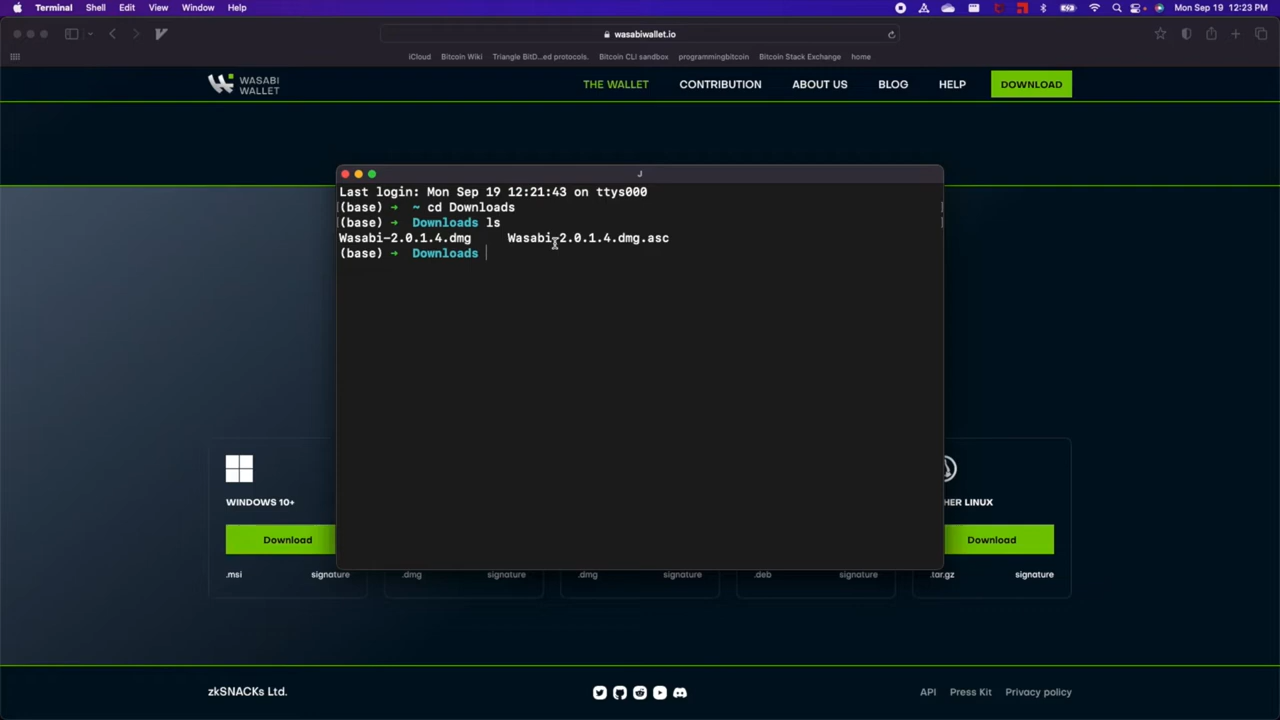 Terminal Shell Edit View Window Help Mon Sep 19 12:23 PM
wasabiwallet.io
iCloud Bitcoin Wiki Triangle BitD...ed protocols. Bitcoin CLI sandbox programmingbitcoin Bitcoin Stack Exchange home
WASABI
WALLET
THE WALLET CONTRIBUTION ABOUT US BLOG HELP DOWNLOAD
J
Last login: Mon Sep 19 12:21:43 on ttys000
(base) → ~ cd Downloads
(base) → Downloads ls
Wasabi-2.0.1.4.dmg Wasabi-2.0.1.4.dmg.asc
(base) → Downloads
WINDOWS 10+ HER LINUX
Download Download
.msi signature .dmg signature .dmg signature .deb signature .tar.gz signature
zkSNACKs Ltd. API Press Kit Privacy policy